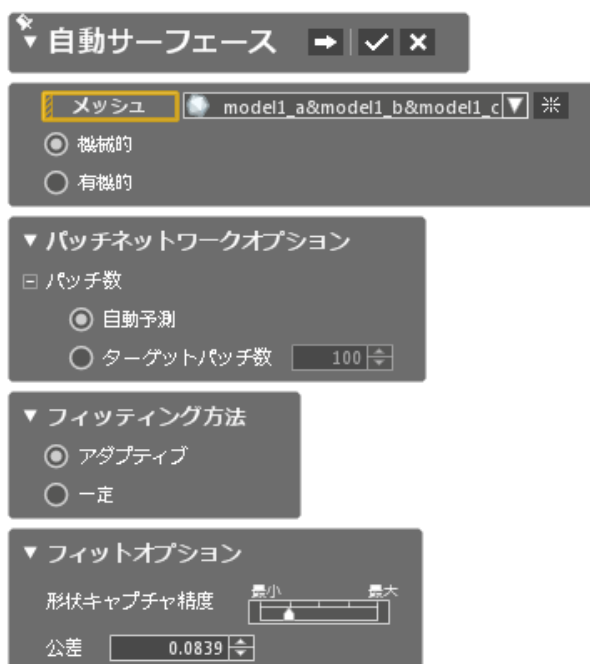 自動サーフェース
メッシュ model1_a&model1_b&model1_c
機械的
有機的
パッチネットワークオプション
パッチ数
自動予測
ターゲットパッチ数 100
フィッティング方法
アダプティブ
一定
フィットオプション
最小 最大
形状キャプチャ精度
公差 0.0839